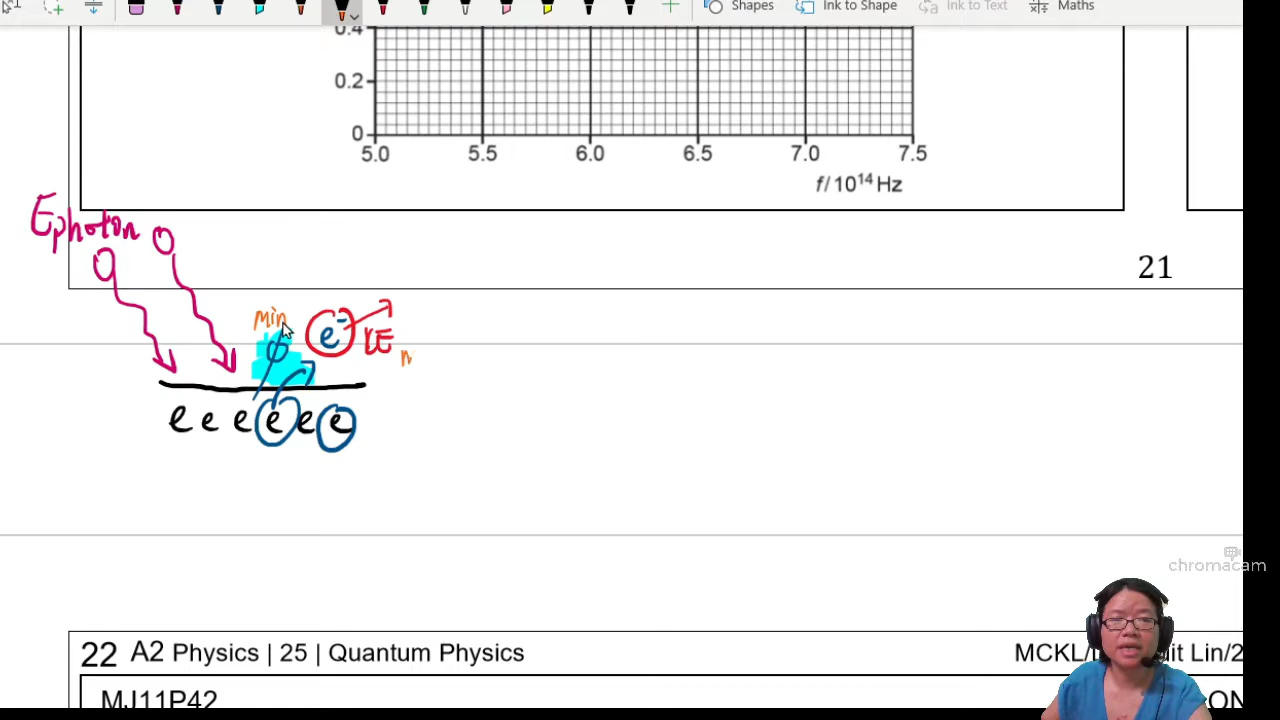 Shapes Ink to Shape Ink to Text Maths
0.4
0.2
0
5.0 5.5 6.0 6.5 7.0 7.5
f/10¹⁴ Hz
Ephoton
21
min
ϕ e⁻ KE
e e e e e e
chromacam
22 A2 Physics | 25 | Quantum Physics
MJ11P42